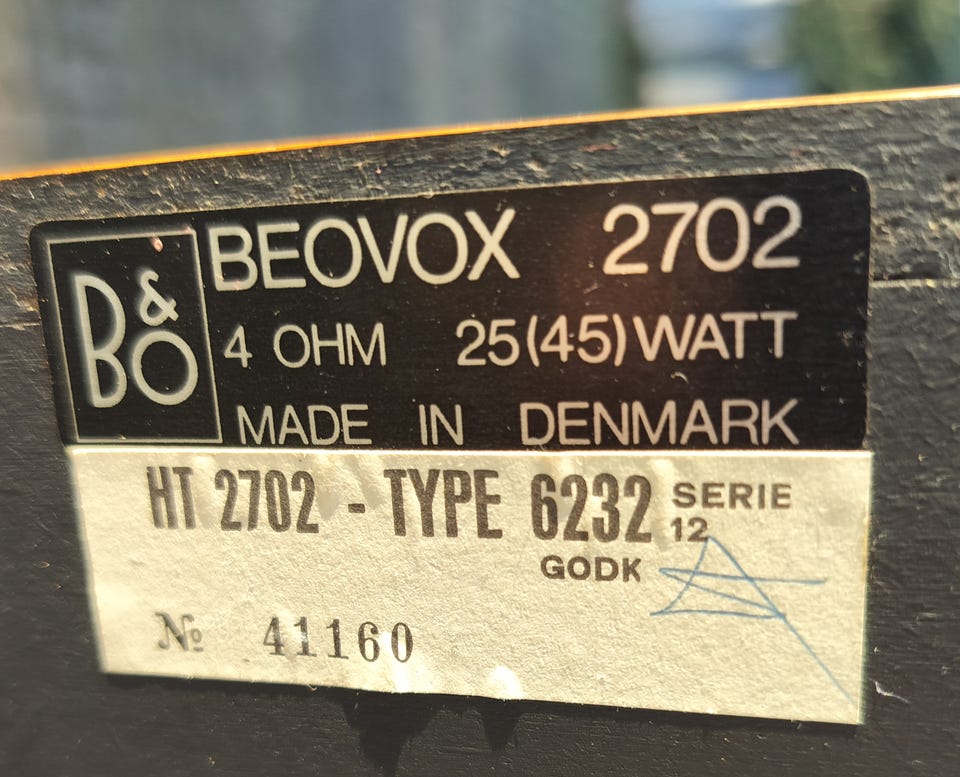 B&O
BEOVOX 2702
4 OHM 25(45)WATT
MADE IN DENMARK
HT 2702 - TYPE 6232 SERIE 12
GODK
№ 41160